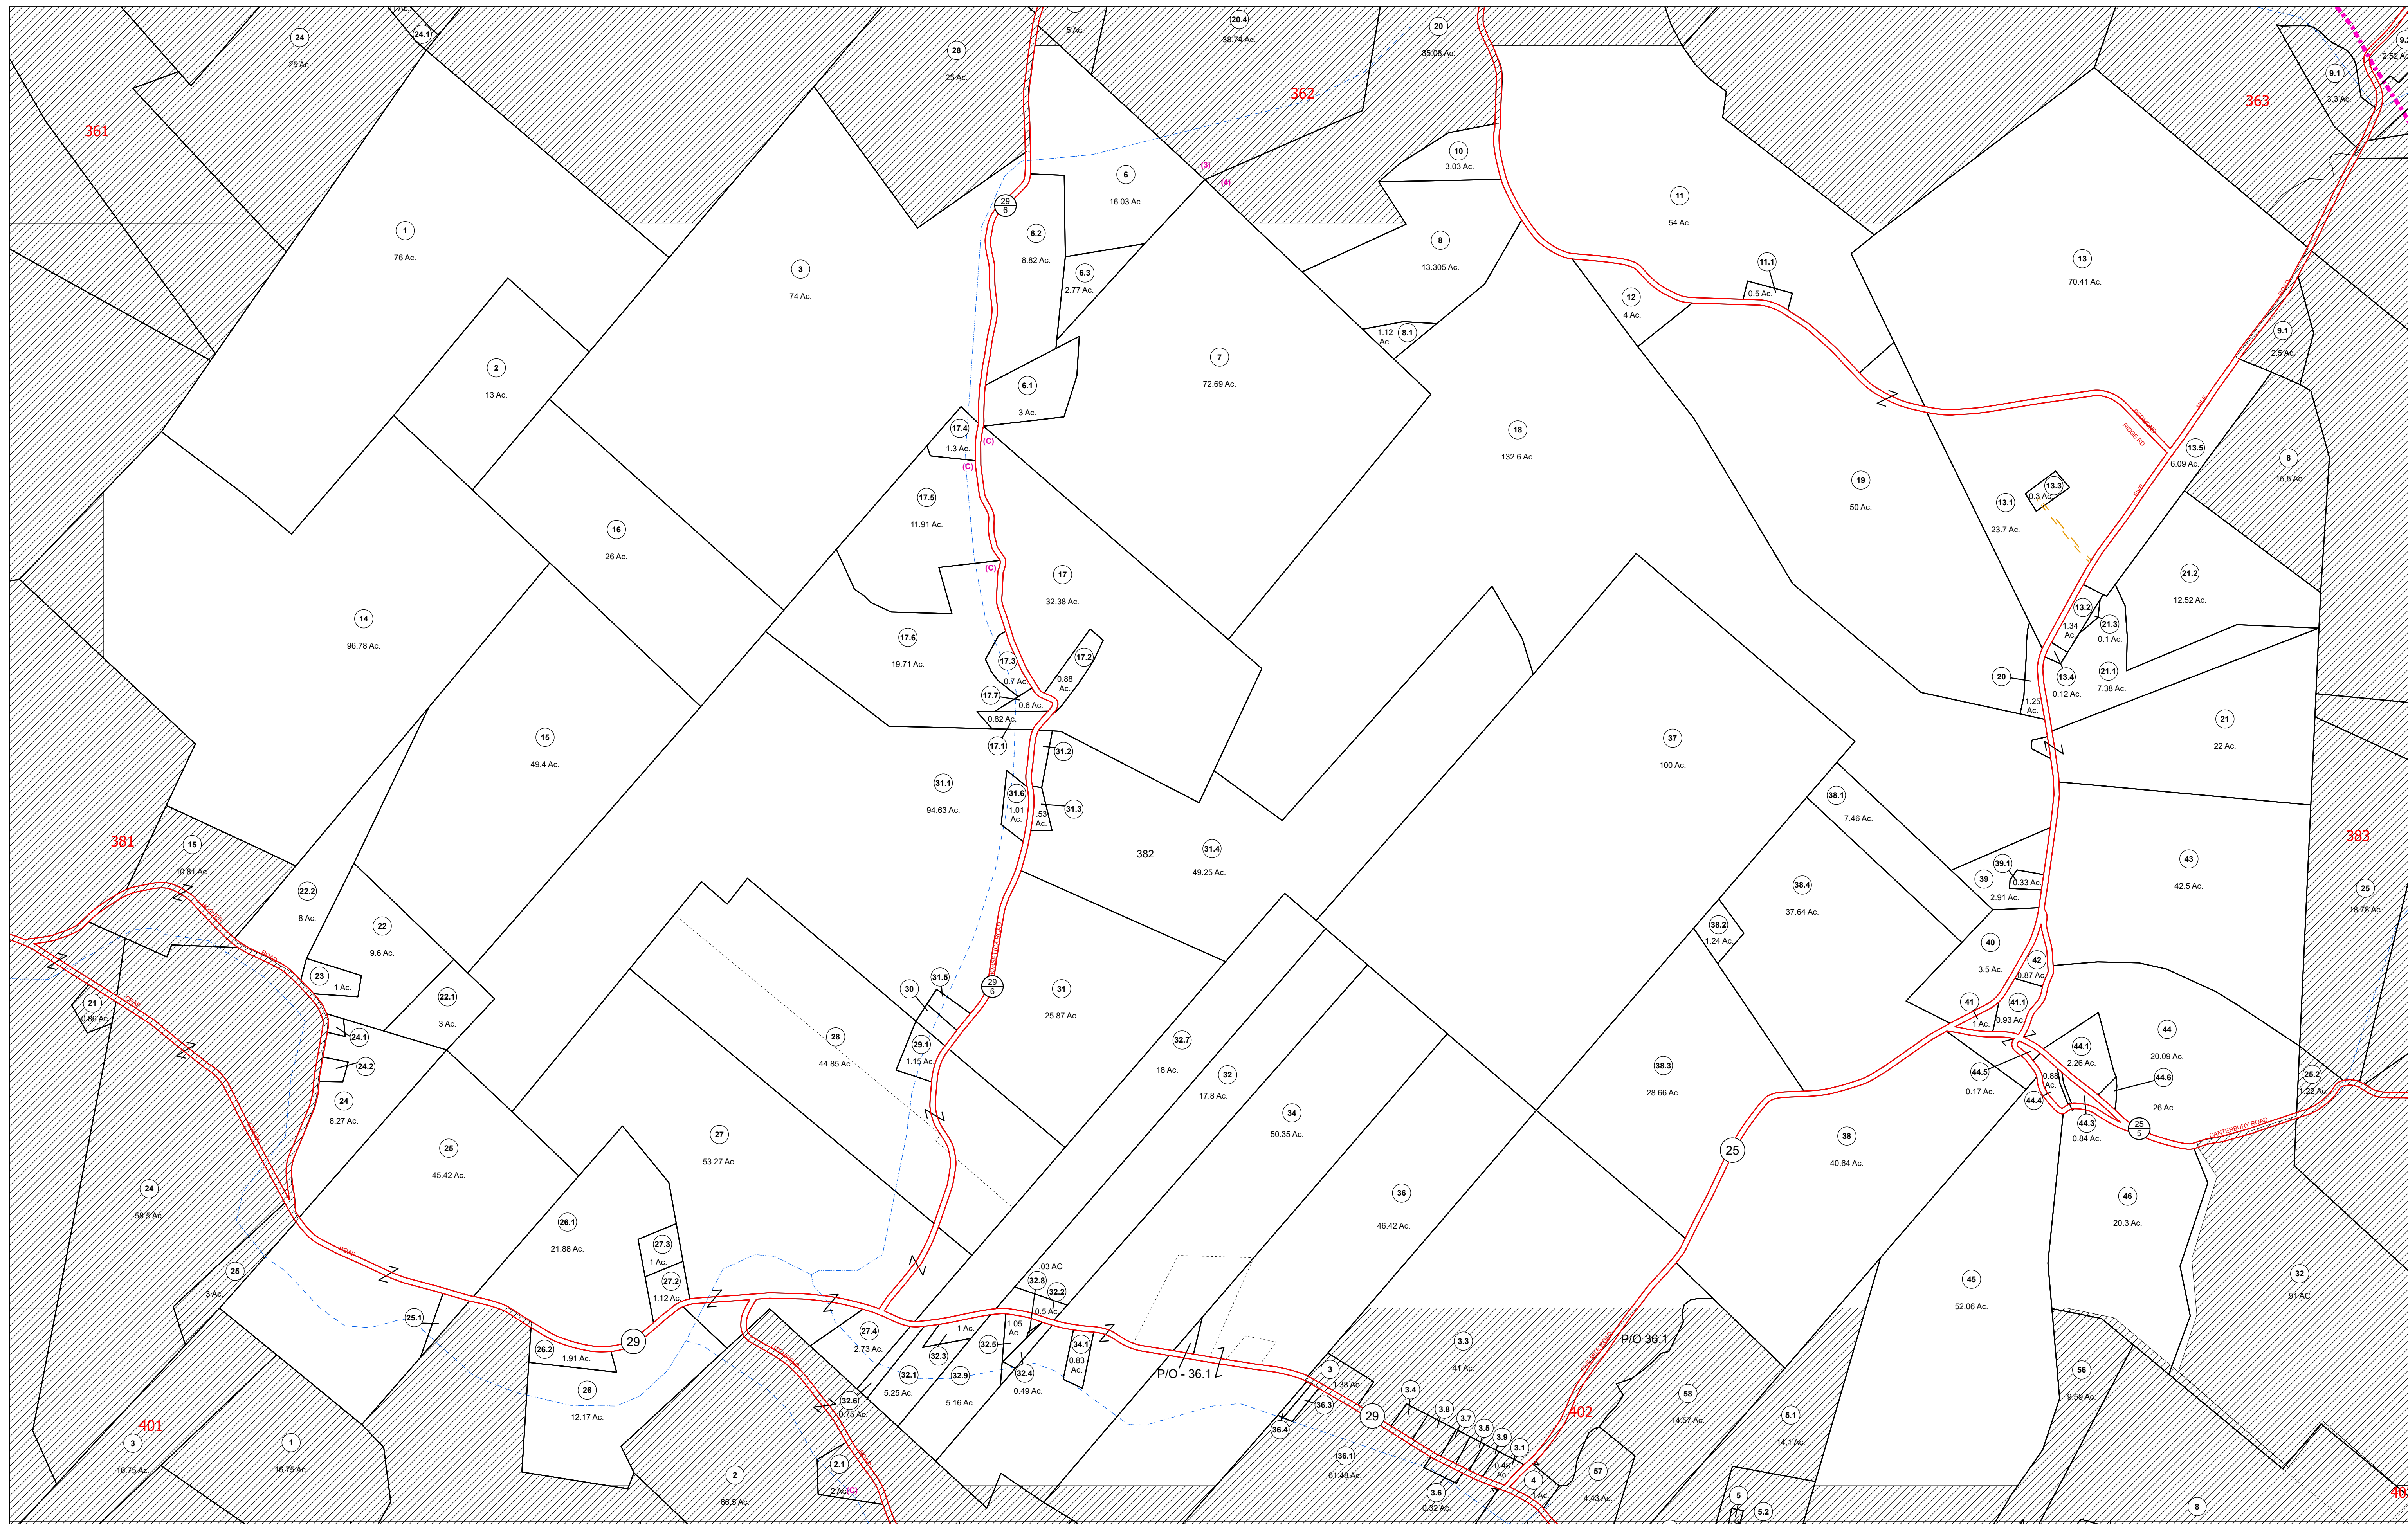 24
25 Ac.
24.1
28
25 Ac.
5 Ac.
20.4
38.74 Ac.
20
35.08 Ac.
362
361
363
9.1
3.3 Ac.
2.52 Ac.
10
3.03 Ac.
(3)
(4)
6
16.03 Ac.
11
54 Ac.
29
6
1
76 Ac.
6.2
8.82 Ac.
8
13.305 Ac.
3
74 Ac.
6.3
2.77 Ac.
11.1
0.5 Ac.
13
70.41 Ac.
12
4 Ac.
ROAD
9.1
2.5 Ac.
1.12
Ac.
8.1
2
13 Ac.
7
72.69 Ac.
6.1
3 Ac.
MILE
REDMOND
RIDGE RD
17.4
1.3 Ac.
(C)
(C)
18
132.6 Ac.
13.5
6.09 Ac.
8
15.5 Ac.
19
50 Ac.
13.3
0.3 Ac.
FIVE
17.5
11.91 Ac.
13.1
23.7 Ac.
16
26 Ac.
(C)
17
32.38 Ac.
21.2
12.52 Ac.
14
96.78 Ac.
13.2
1.34
Ac.
21.3
0.1 Ac.
17.6
19.71 Ac.
17.3
0.7 Ac.
17.2
0.88
Ac.
20
1.25
Ac.
13.4
0.12 Ac.
21.1
7.38 Ac.
17.7
0.6 Ac.
0.82 Ac.
17.1
31.2
15
49.4 Ac.
37
100 Ac.
21
22 Ac.
31.1
94.63 Ac.
31.6
1.01
Ac.
31.3
.53
Ac.
38.1
7.46 Ac.
381
15
10.81 Ac.
382
31.4
49.25 Ac.
383
43
42.5 Ac.
39.1
0.33 Ac.
39
2.91 Ac.
38.4
37.64 Ac.
25
18.78 Ac.
22.2
8 Ac.
22
9.6 Ac.
38.2
1.24 Ac.
40
3.5 Ac.
ROAD
42
0.87 Ac.
23
1 Ac.
30
31.5
29
6
31
25.87 Ac.
21
0.86 Ac.
CRAB
22.1
3 Ac.
41
1 Ac.
41.1
0.93 Ac.
24.1
28
44.85 Ac.
29.1
1.15 Ac.
32.7
18 Ac.
44
20.09 Ac.
44.1
2.26 Ac.
24.2
32
17.8 Ac.
38.3
28.66 Ac.
44.5
0.17 Ac.
0.88
Ac.
44.4
44.6
.26 Ac.
25.2
1.22 Ac.
24
8.27 Ac.
34
50.35 Ac.
44.3
0.84 Ac.
25
5
CANTERBURY ROAD
25
45.42 Ac.
27
53.27 Ac.
25
38
40.64 Ac.
24
58.5 Ac.
36
46.42 Ac.
46
20.3 Ac.
26.1
21.88 Ac.
27.3
1 Ac.
27.2
1.12 Ac.
ROAD
25
3 Ac.
.03 AC
32.8
32.2
0.5 Ac.
45
52.06 Ac.
32
51 AC
25.1
29
26.2
1.91 Ac.
27.4
2.73 Ac.
1 Ac.
32.3
1.05
Ac.
32.5
34.1
0.83
Ac.
FIVE MILE ROAD
3.3
41 Ac.
P/O 36.1
P/O - 36.1
26
12.17 Ac.
32.1
5.25 Ac.
32.9
5.16 Ac.
32.4
0.49 Ac.
3
1.38 Ac.
56
9.59 Ac.
32.6
0.75 Ac.
36.3
36.4
3.4
58
14.57 Ac.
29
402
3.8
3.7
3.5
3.9
3.1
5.1
14.1 Ac.
401
3
16.75 Ac.
1
16.75 Ac.
ROAD
36.1
61.48 Ac.
0.48
Ac.
2
66.5 Ac.
2.1
2 Ac.
(C)
3.6
0.32 Ac.
4
1 Ac.
57
4.43 Ac.
5
5.2
8